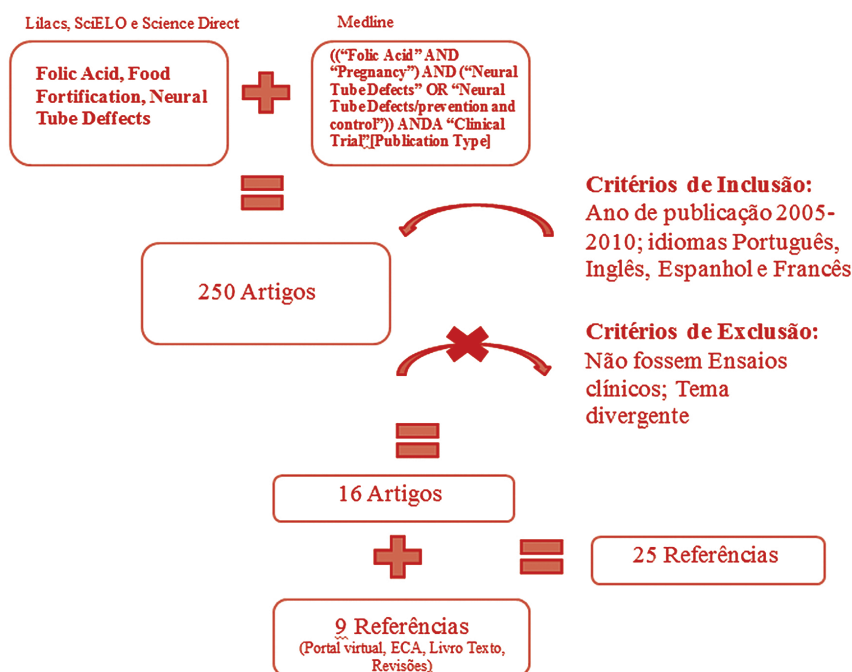 Lilacs, SciELO e Science Direct
Medline
Folic Acid, Food
Fortification, Neural
Tube Deffects
((“Folic Acid” AND
“Pregnancy”) AND (“Neural
Tube Defects” OR “Neural
Tube Defects/prevention and
control”)) ANDA “Clinical
Trial”[Publication Type]
Critérios de Inclusão:
Ano de publicação 2005-
2010; idiomas Português,
Inglês, Espanhol e Francês
250 Artigos
Critérios de Exclusão:
Não fossem Ensaios
clínicos; Tema
divergente
16 Artigos
25 Referências
9 Referências
(Portal virtual, ECA, Livro Texto,
Revisões)